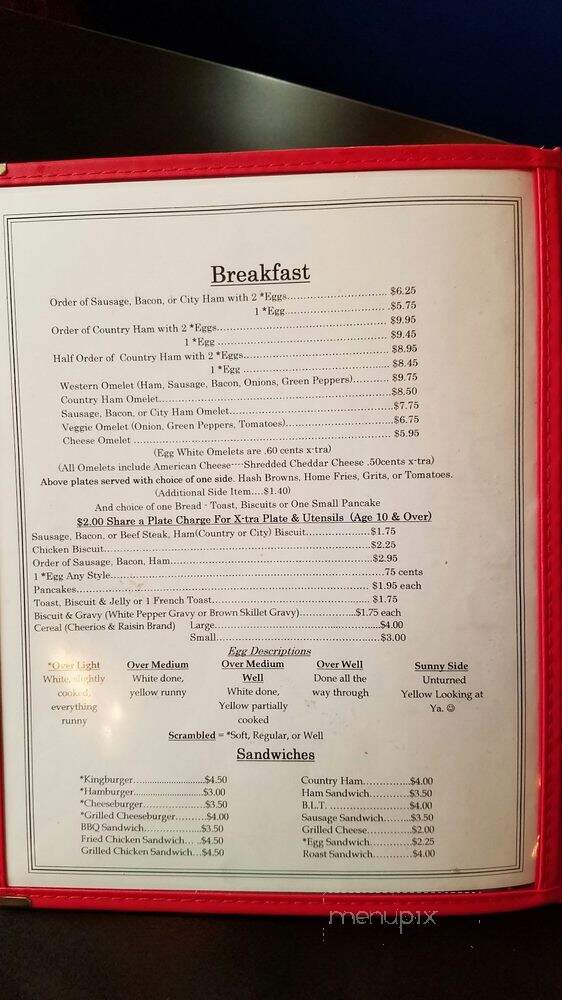 Breakfast
Order of Sausage, Bacon, or City Ham with 2 *Eggs.................................. $6.25
1 *Egg.................................. .$5.75
Order of Country Ham with 2 *Eggs.................................. $9.95
1 *Egg .................................. $9.45
Half Order of Country Ham with 2 *Eggs.................................. $8.95
1 *Egg .................................. $8.45
Western Omelet (Ham, Sausage, Bacon, Onions, Green Peppers)........... $9.75
Country Ham Omelet..................................$8.50
Sausage, Bacon, or City Ham Omelet..................................$7.75
Veggie Omelet (Onion, Green Peppers, Tomatoes)..................................$6.75
Cheese Omelet .................................. $5.95
(Egg White Omelets are .60 cents x-tra)
(All Omelets include American Cheese----Shredded Cheddar Cheese .50cents x-tra)
Above plates served with choice of one side. Hash Browns, Home Fries, Grits, or Tomatoes.
(Additional Side Item....$1.40)
And choice of one Bread - Toast, Biscuits or One Small Pancake
$2.00 Share a Plate Charge For X-tra Plate & Utensils (Age 10 & Over)
Sausage, Bacon, or Beef Steak, Ham(Country or City) Biscuit....................$1.75
Chicken Biscuit..................................$2.25
Order of Sausage, Bacon, Ham..................................$2.95
1 *Egg Any Style..................................75 cents
Pancakes.................................. $1.95 each
Toast, Biscuit & Jelly or 1 French Toast.................................. $1.75
Biscuit & Gravy (White Pepper Gravy or Brown Skillet Gravy)..................$1.75 each
Cereal (Cheerios & Raisin Brand) Large..................................$4.00
Small..................................$3.00
Egg Descriptions
*Over Light Over Medium Over Medium Over Well Sunny Side
White, slightly White done, Well Done all the Unturned
cooked, yellow runny White done, way through Yellow Looking at
everything Yellow partially Ya. ☺
runny cooked
Scrambled = *Soft, Regular, or Well
Sandwiches
*Kingburger.............................$4.50 Country Ham...............$4.00
*Hamburger.............................$3.00 Ham Sandwich.............$3.50
*Cheeseburger.........................$3.50 B.L.T. ..........................$4.00
*Grilled Cheeseburger..........$4.00 Sausage Sandwich........$3.50
BBQ Sandwich.....................$3.50 Grilled Cheese...............$2.00
Fried Chicken Sandwich... ..$4.50 *Egg Sandwich..............$2.25
Grilled Chicken Sandwich...$4.50 Roast Sandwich............$4.00
menupix